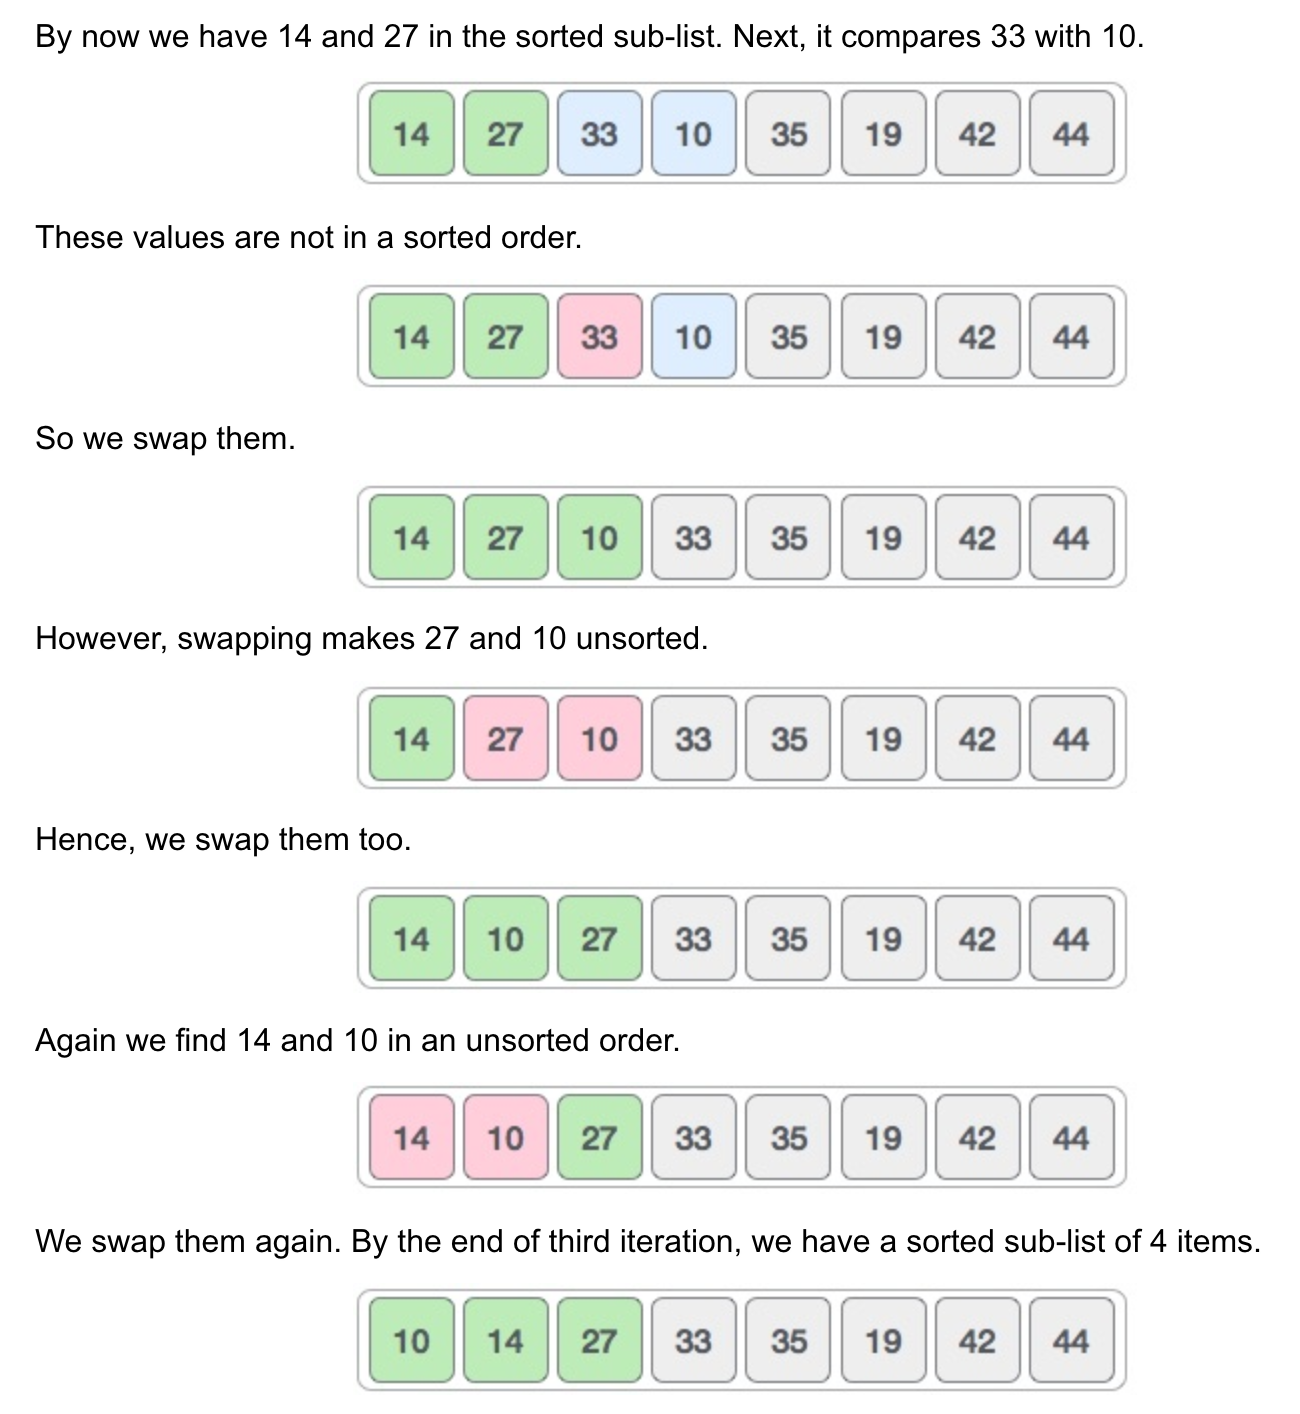 By now we have 14 and 27 in the sorted sub-list. Next, it compares 33 with 10.
14 27 33 10 35 19 42 44
These values are not in a sorted order.
14 27 33 10 35 19 42 44
So we swap them.
14 27 10 33 35 19 42 44
However, swapping makes 27 and 10 unsorted.
14 27 10 33 35 19 42 44
Hence, we swap them too.
14 10 27 33 35 19 42 44
Again we find 14 and 10 in an unsorted order.
14 10 27 33 35 19 42 44
We swap them again. By the end of third iteration, we have a sorted sub-list of 4 items.
10 14 27 33 35 19 42 44